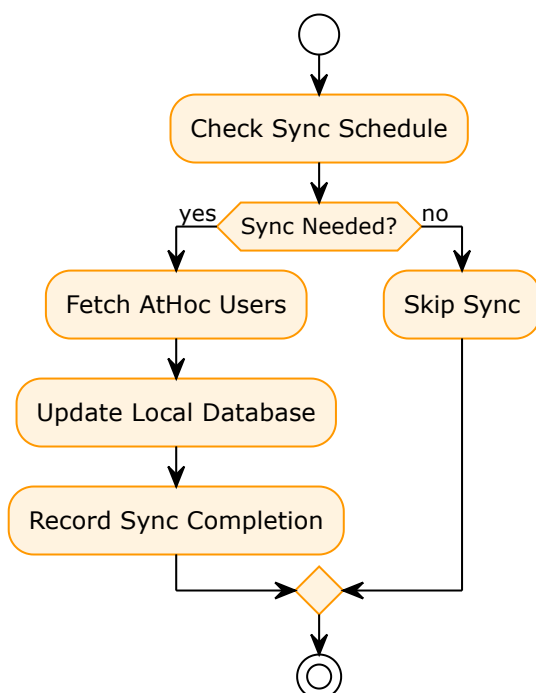 Check Sync Schedule
yes
Sync Needed?
no
Fetch AtHoc Users
Skip Sync
Update Local Database
Record Sync Completion